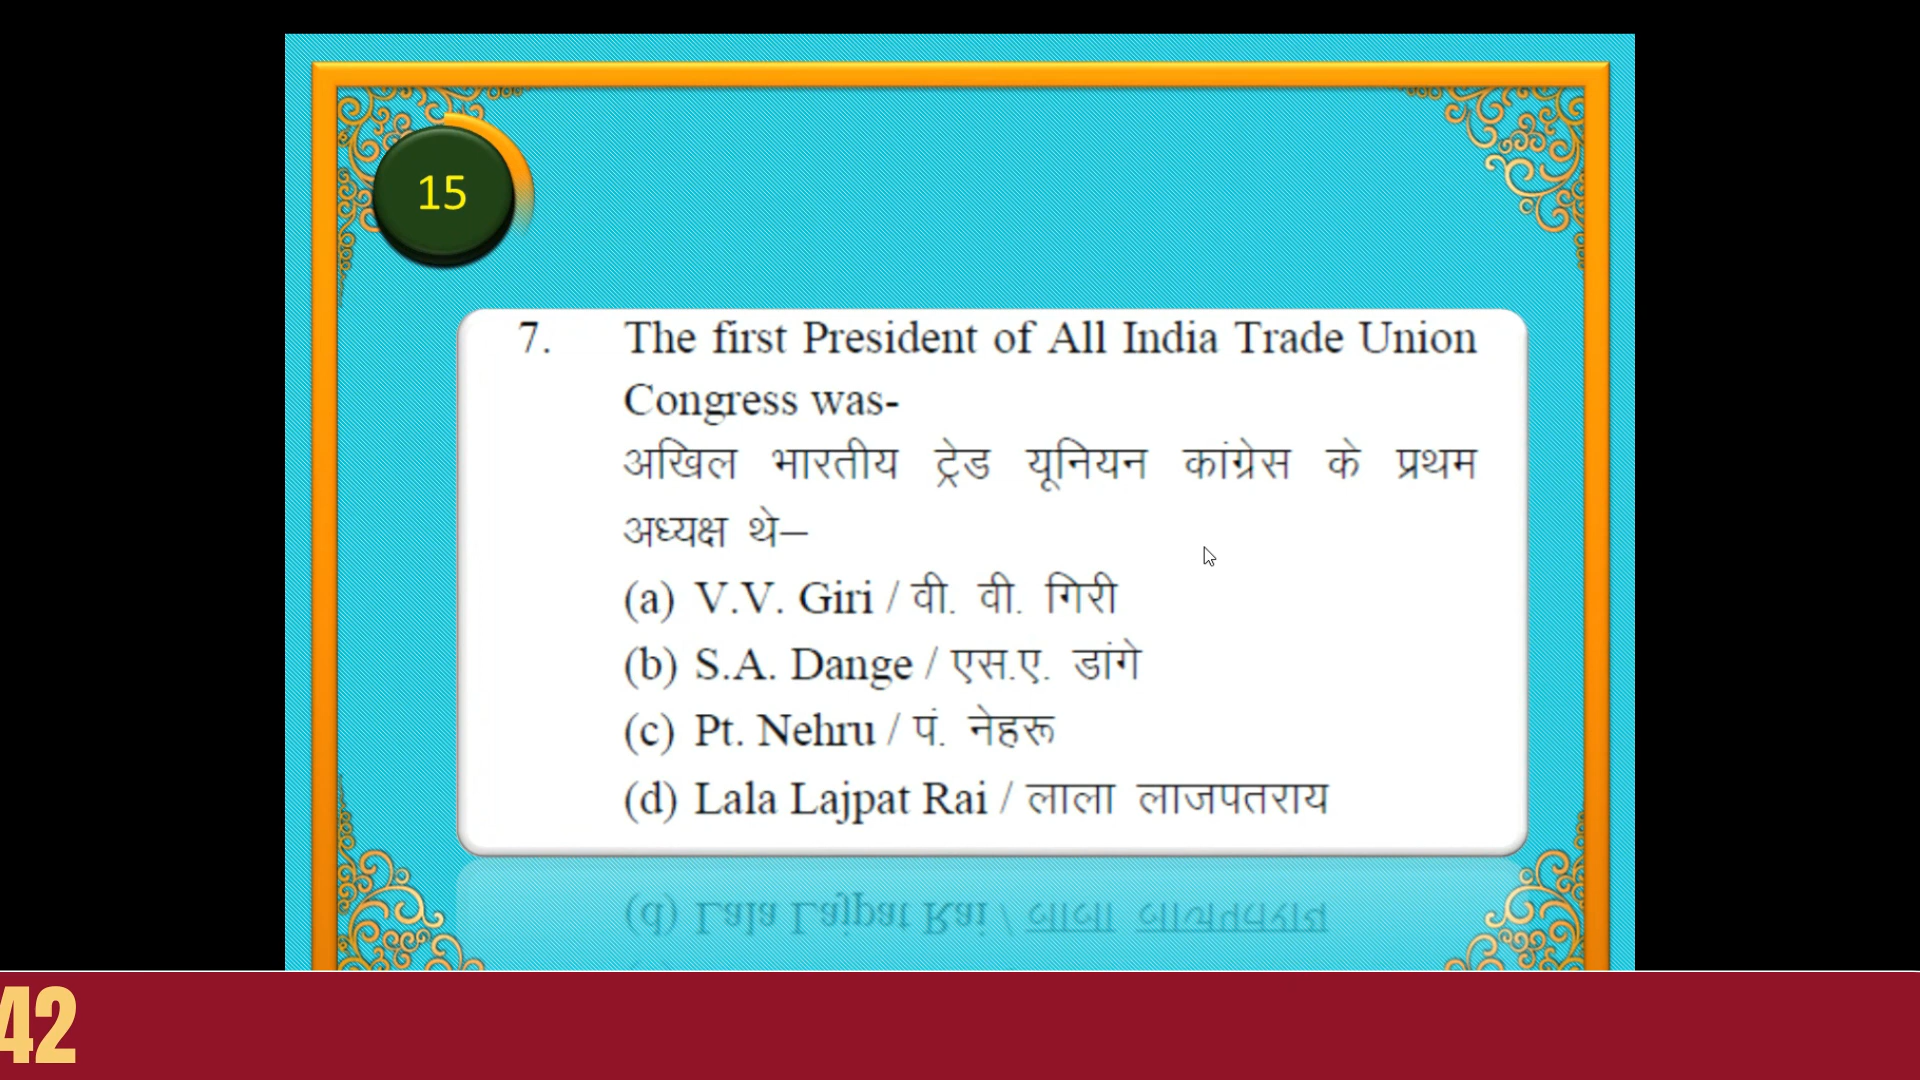 15
7. The first President of All India Trade Union
Congress was-
अखिल भारतीय ट्रेड यूनियन कांग्रेस के प्रथम
अध्यक्ष थे–
(a) V.V. Giri / वी. वी. गिरी
(b) S.A. Dange / एस.ए. डांगे
(c) Pt. Nehru / पं. नेहरू
(d) Lala Lajpat Rai / लाला लाजपतराय
42